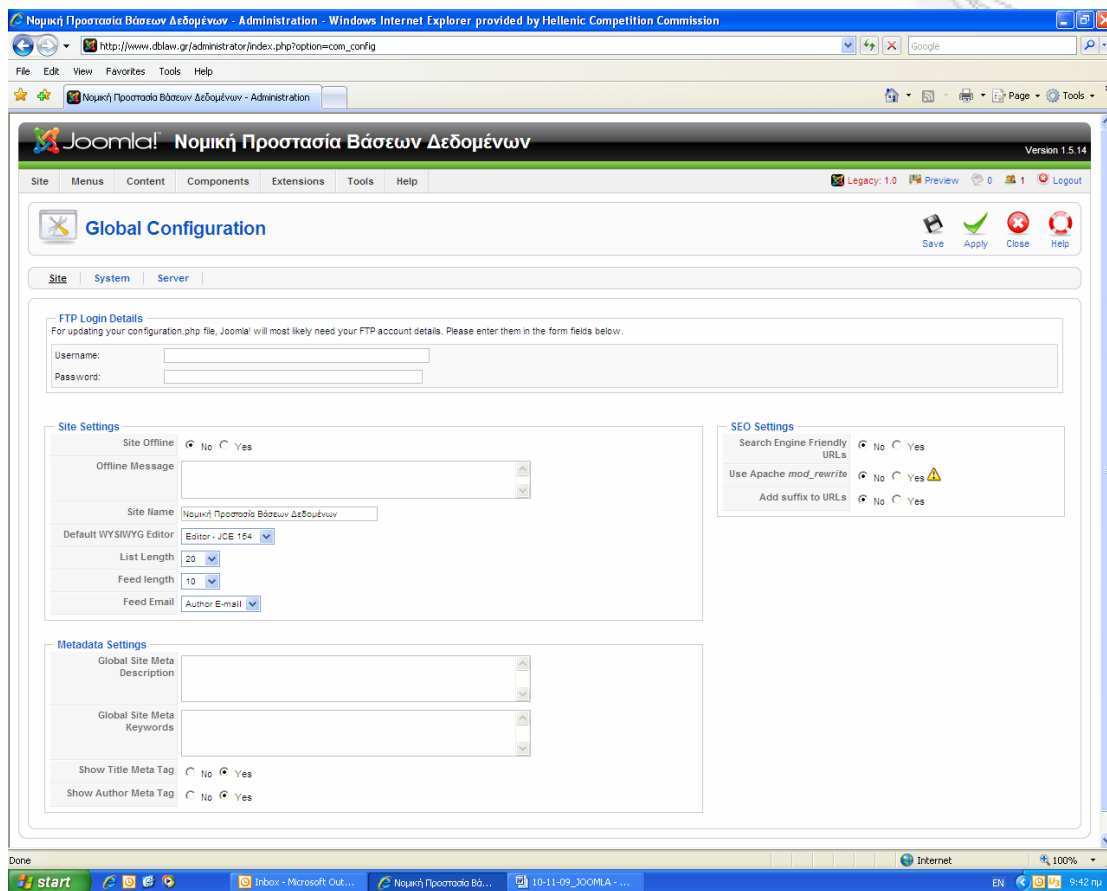 Νομική Προστασία Βάσεων Δεδομένων - Administration - Windows Internet Explorer provided by Hellenic Competition Commission
http://www.dblaw.gr/administrator/index.php?option=com_config
Google
File Edit View Favorites Tools Help
Νομική Προστασία Βάσεων Δεδομένων - Administration
Page Tools
Joomla! Νομική Προστασία Βάσεων Δεδομένων
Version 1.5.14
Site Menus Content Components Extensions Tools Help
Legacy: 1.0 Preview 0 1 Logout
Global Configuration
Save Apply Close Help
Site System Server
FTP Login Details
For updating your configuration.php file, Joomla! will most likely need your FTP account details. Please enter them in the form fields below.
Username:
Password:
Site Settings
Site Offline No Yes
Offline Message
Site Name Νομική Προστασία Βάσεων Δεδομένων
Default WYSIWYG Editor Editor - JCE 154
List Length 20
Feed length 10
Feed Email Author E-mail
SEO Settings
Search Engine Friendly URLs No Yes
Use Apache mod_rewrite No Yes
Add suffix to URLs No Yes
Metadata Settings
Global Site Meta Description
Global Site Meta Keywords
Show Title Meta Tag No Yes
Show Author Meta Tag No Yes
Done
Internet
100%
start
Inbox - Microsoft Out...
Νομική Προστασία Βά...
10-11-09_JOOMLA - ...
EN
9:42 πμ